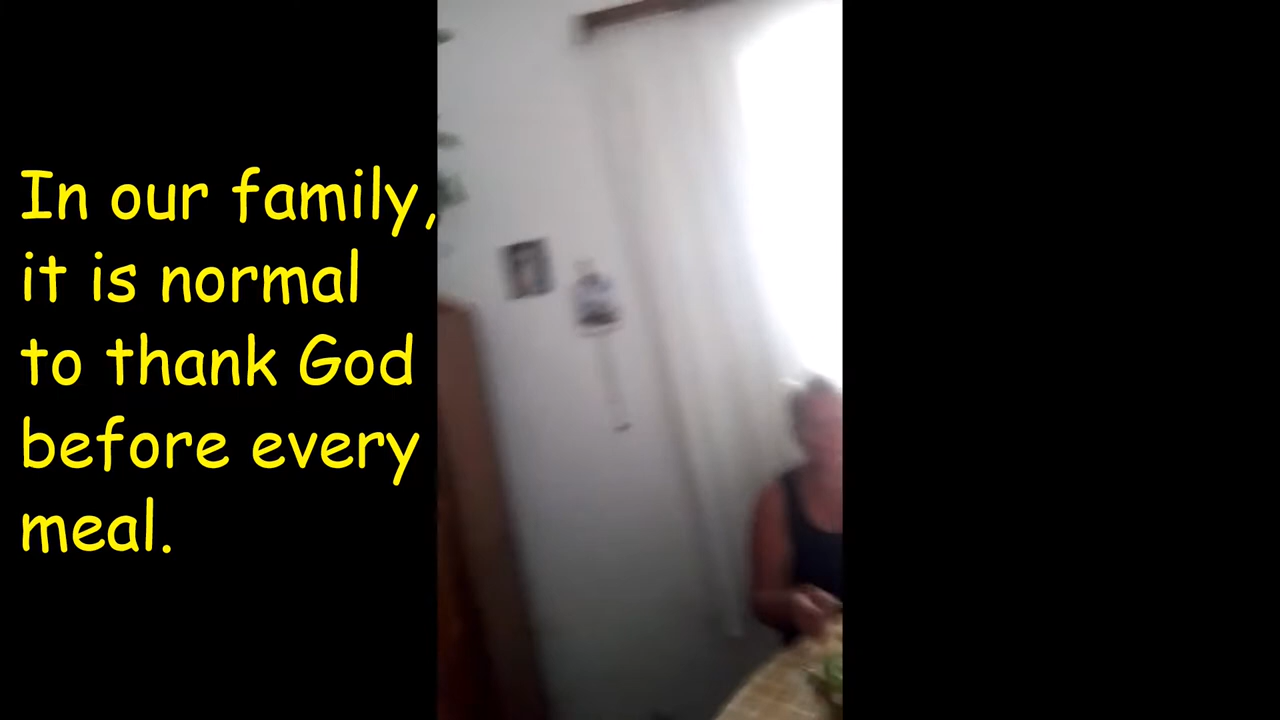 In our family,
it is normal
to thank God
before every
meal.